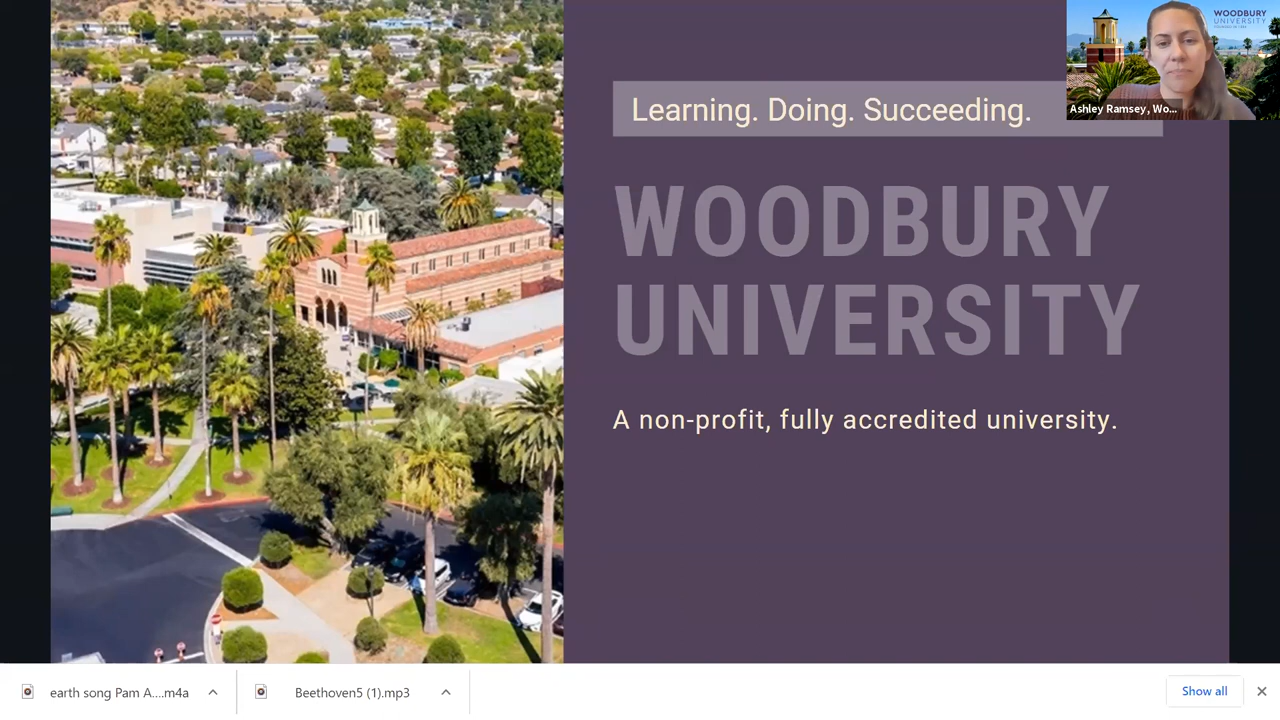 Learning. Doing. Succeeding.
WOODBURY
UNIVERSITY
A non-profit, fully accredited university.
WOODBURY
UNIVERSITY
Ashley Ramsey, Wo...
earth song Pam A....m4a
Beethoven5 (1).mp3
Show all